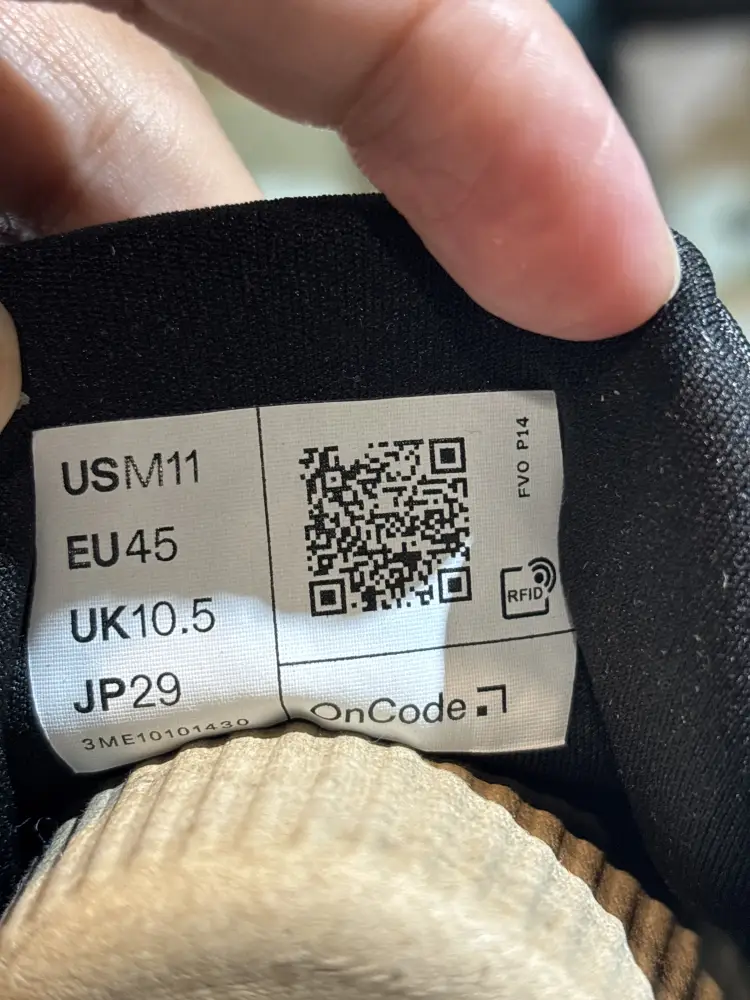 USM11
EU45
UK10.5
JP29
3ME10101430
FVO P14
RFID
OnCode